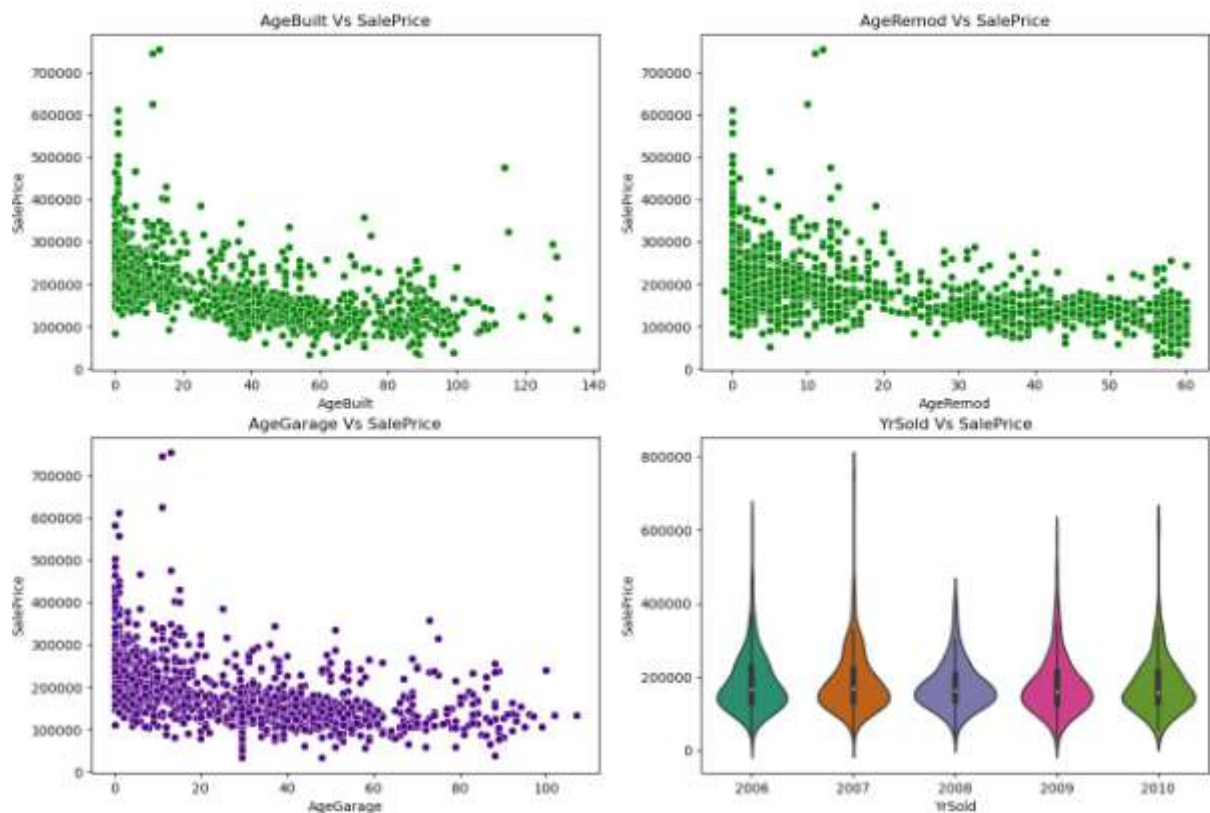 AgeBuilt Vs SalePrice
700000
600000
500000
400000
300000
200000
100000
0
SalePrice
0 20 40 60 80 100 120 140
AgeBuilt
AgeRemod Vs SalePrice
700000
600000
500000
400000
300000
200000
100000
0
SalePrice
0 10 20 30 40 50 60
AgeRemod
AgeGarage Vs SalePrice
700000
600000
500000
400000
300000
200000
100000
0
SalePrice
0 20 40 60 80 100
AgeGarage
YrSold Vs SalePrice
800000
600000
400000
200000
0
SalePrice
2006 2007 2008 2009 2010
YrSold